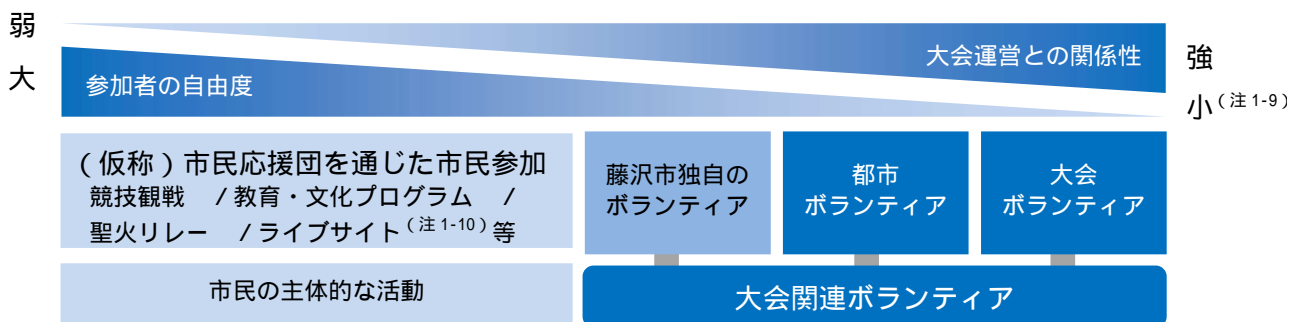 弱
大会運営との関係性
強
大
参加者の自由度
小(注1-9)
(仮称)市民応援団を通じた市民参加
競技観戦 /教育・文化プログラム /
聖火リレー /ライブサイト(注1-10)等
藤沢市独自の
ボランティア
都市
ボランティア
大会
ボランティア
市民の主体的な活動
大会関連ボランティア